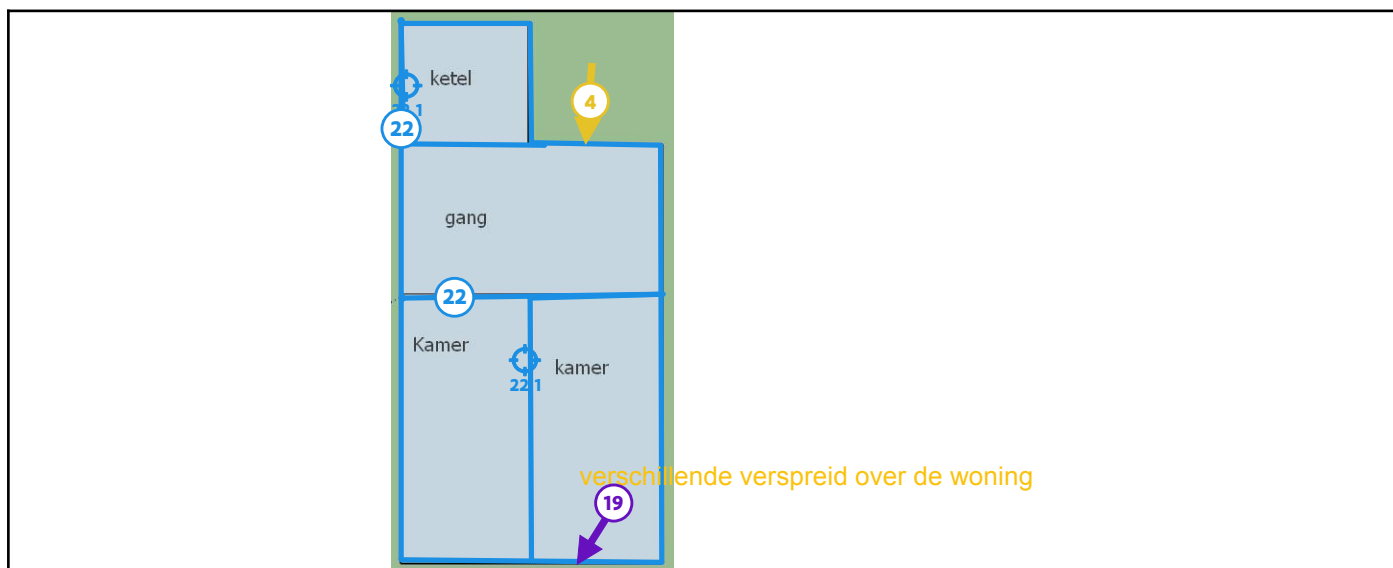 ketel
4
22.1
22
gang
22
Kamer
kamer
22.1
verschillende verspreid over de woning
19